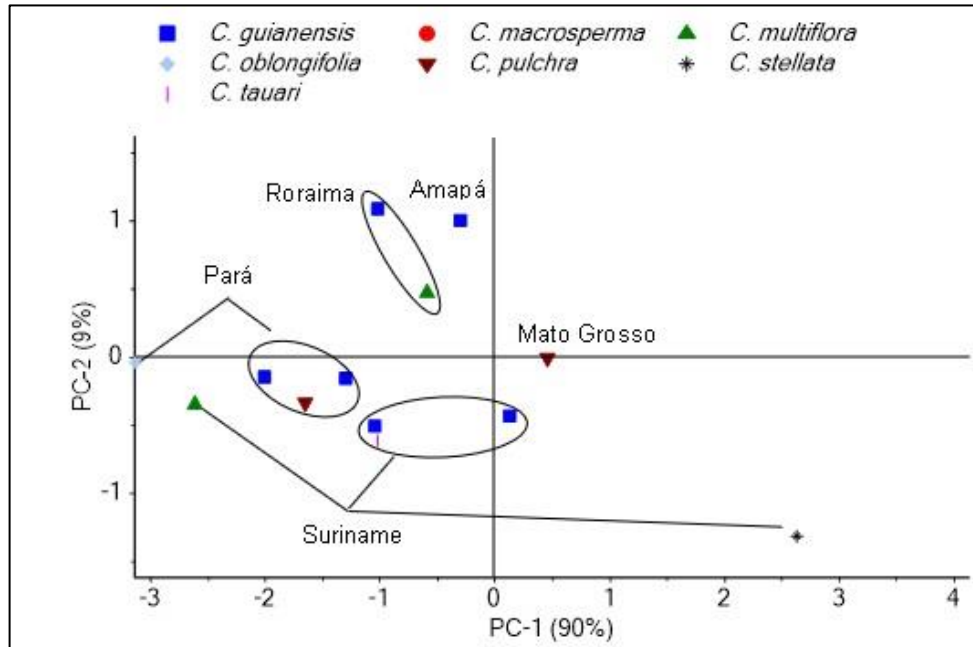 C. guianensis C. macrosperma C. multiflora
C. oblongifolia C, pulchra C. stellata
C. tauari
Roraima Amapá
1
Pará
Mato Grosso
0
PC-2 (9%)
-1
Suriname
-3 -2 -1 0 1 2 3 4
PC-1 (90%)